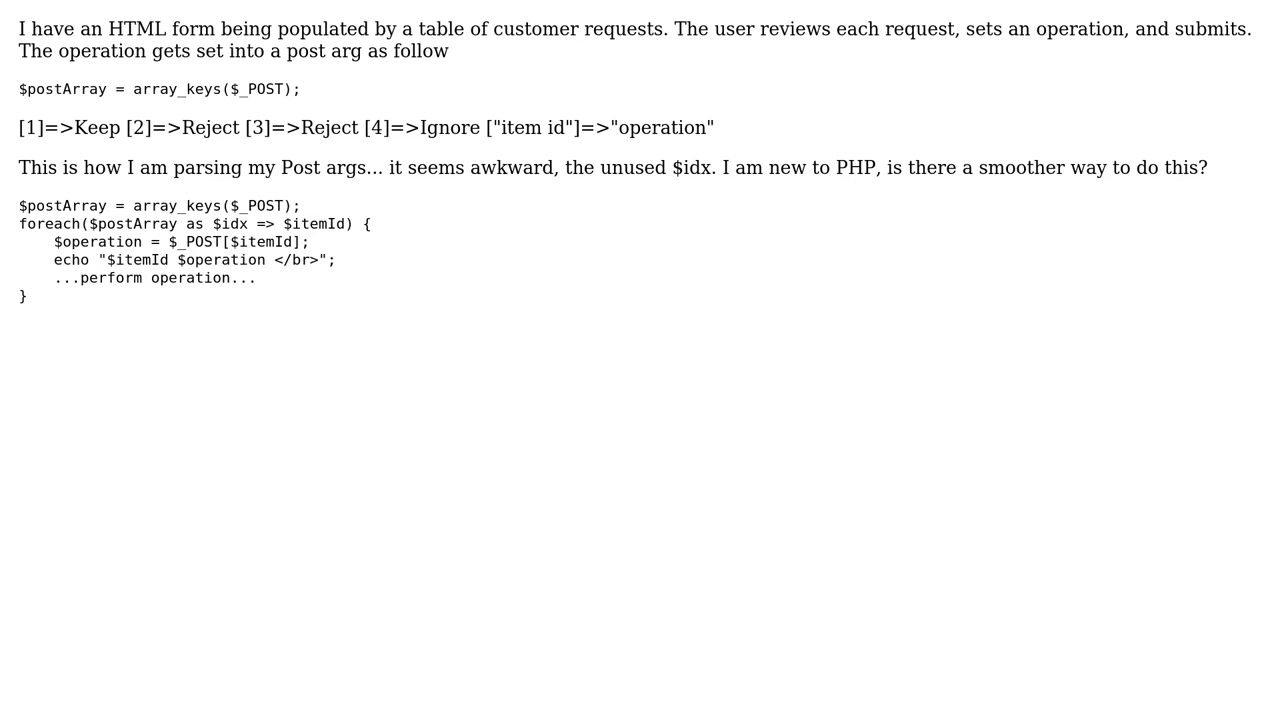 I have an HTML form being populated by a table of customer requests. The user reviews each request, sets an operation, and submits.
The operation gets set into a post arg as follow
$postArray = array_keys($_POST);
[1]=>Keep [2]=>Reject [3]=>Reject [4]=>Ignore ["item id"]=>"operation"
This is how I am parsing my Post args... it seems awkward, the unused $idx. I am new to PHP, is there a smoother way to do this?
$postArray = array_keys($_POST);
foreach($postArray as $idx => $itemId) {
    $operation = $_POST[$itemId];
    echo "$itemId $operation </br>";
    ...perform operation...
}